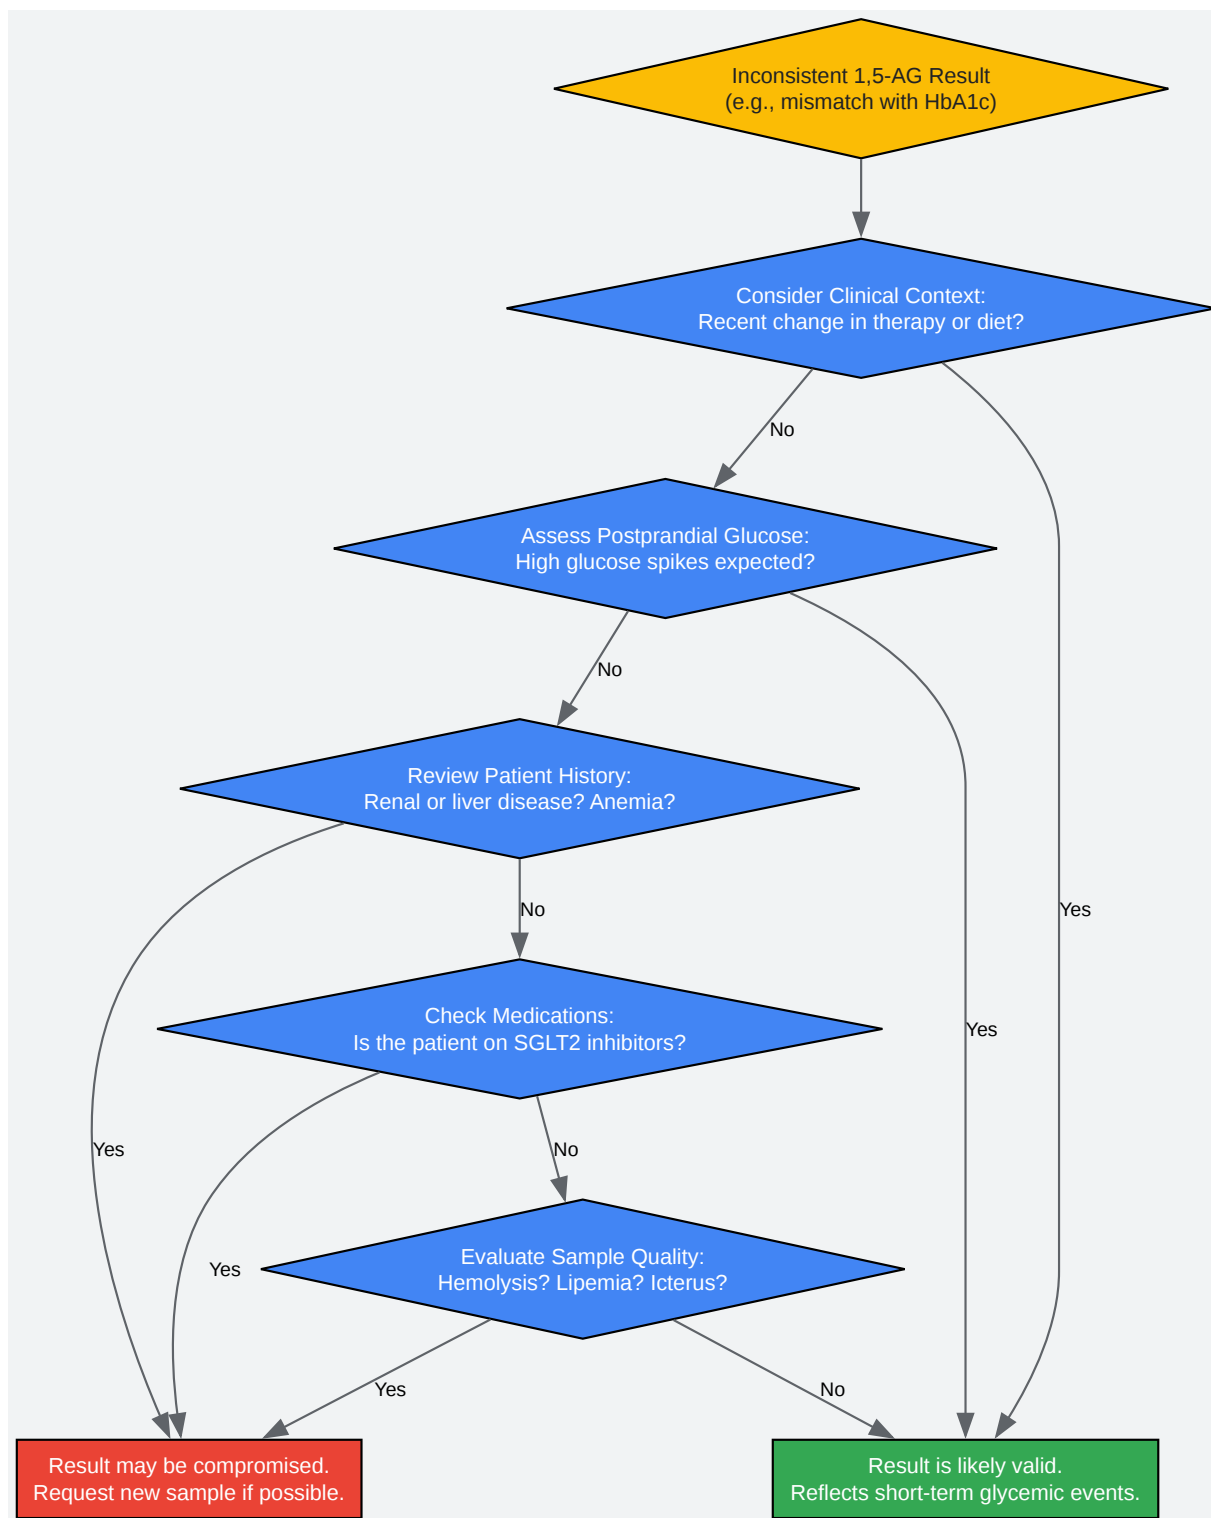 Inconsistent 1,5-AG Result
(e.g., mismatch with HbA1c)
Consider Clinical Context:
Recent change in therapy or diet?
No
Assess Postprandial Glucose:
High glucose spikes expected?
No
Review Patient History:
Renal or liver disease? Anemia?
No
Yes
Check Medications:
Is the patient on SGLT2 inhibitors?
Yes
Yes
No
Evaluate Sample Quality:
Hemolysis? Lipemia? Icterus?
Yes
Yes
No
Result may be compromised.
Request new sample if possible.
Result is likely valid.
Reflects short-term glycemic events.